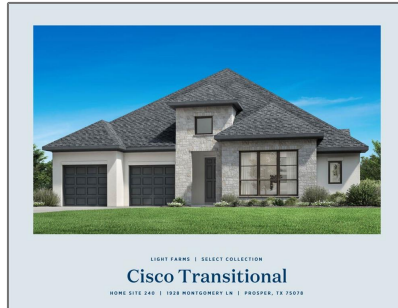 LIGHT FARMS | SELECT COLLECTION
Cisco Transitional
HOME SITE 240 | 1928 MONTGOMERY LN | PROSPER, TX 75078